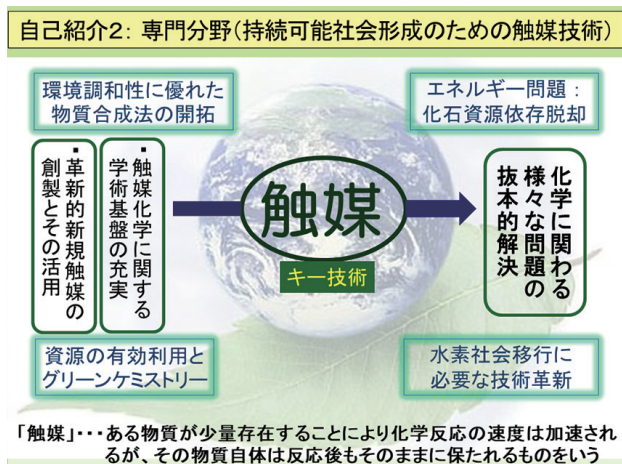 自己紹介２：専門分野（持続可能社会形成のための触媒技術）
環境調和性に優れた
物質合成法の開拓
エネルギー問題：
化石資源依存脱却
・触媒化学に関する
学術基盤の充実
・革新的新規触媒の
創製とその活用
触媒
キー技術
化学に関わる
様々な問題の
抜本的解決
資源の有効利用と
グリーンケミストリー
水素社会移行に
必要な技術革新
「触媒」・・・ある物質が少量存在することにより化学反応の速度は加速され
るが、その物質自体は反応後もそのままに保たれるものをいう